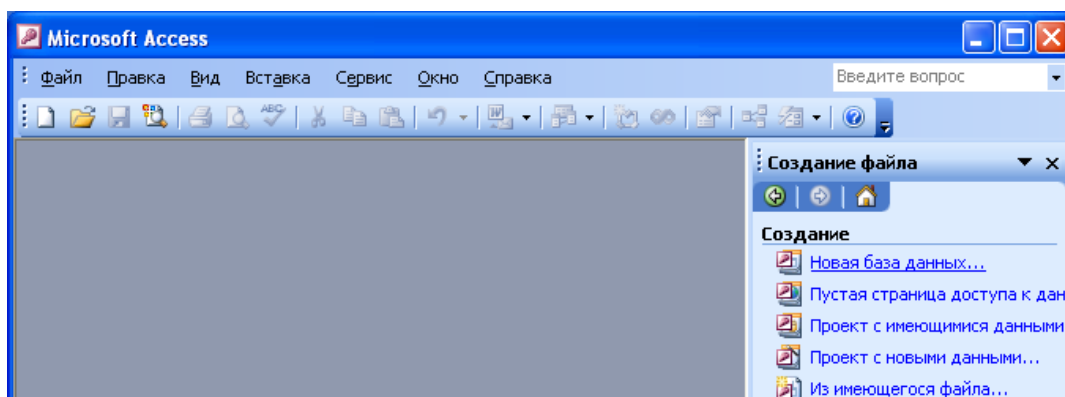 Microsoft Access
Файл Правка Вид Вставка Сервис Окно Справка Введите вопрос
Создание файла
Создание
Новая база данных...
Пустая страница доступа к дан
Проект с имеющимися данными
Проект с новыми данными...
Из имеющегося файла...